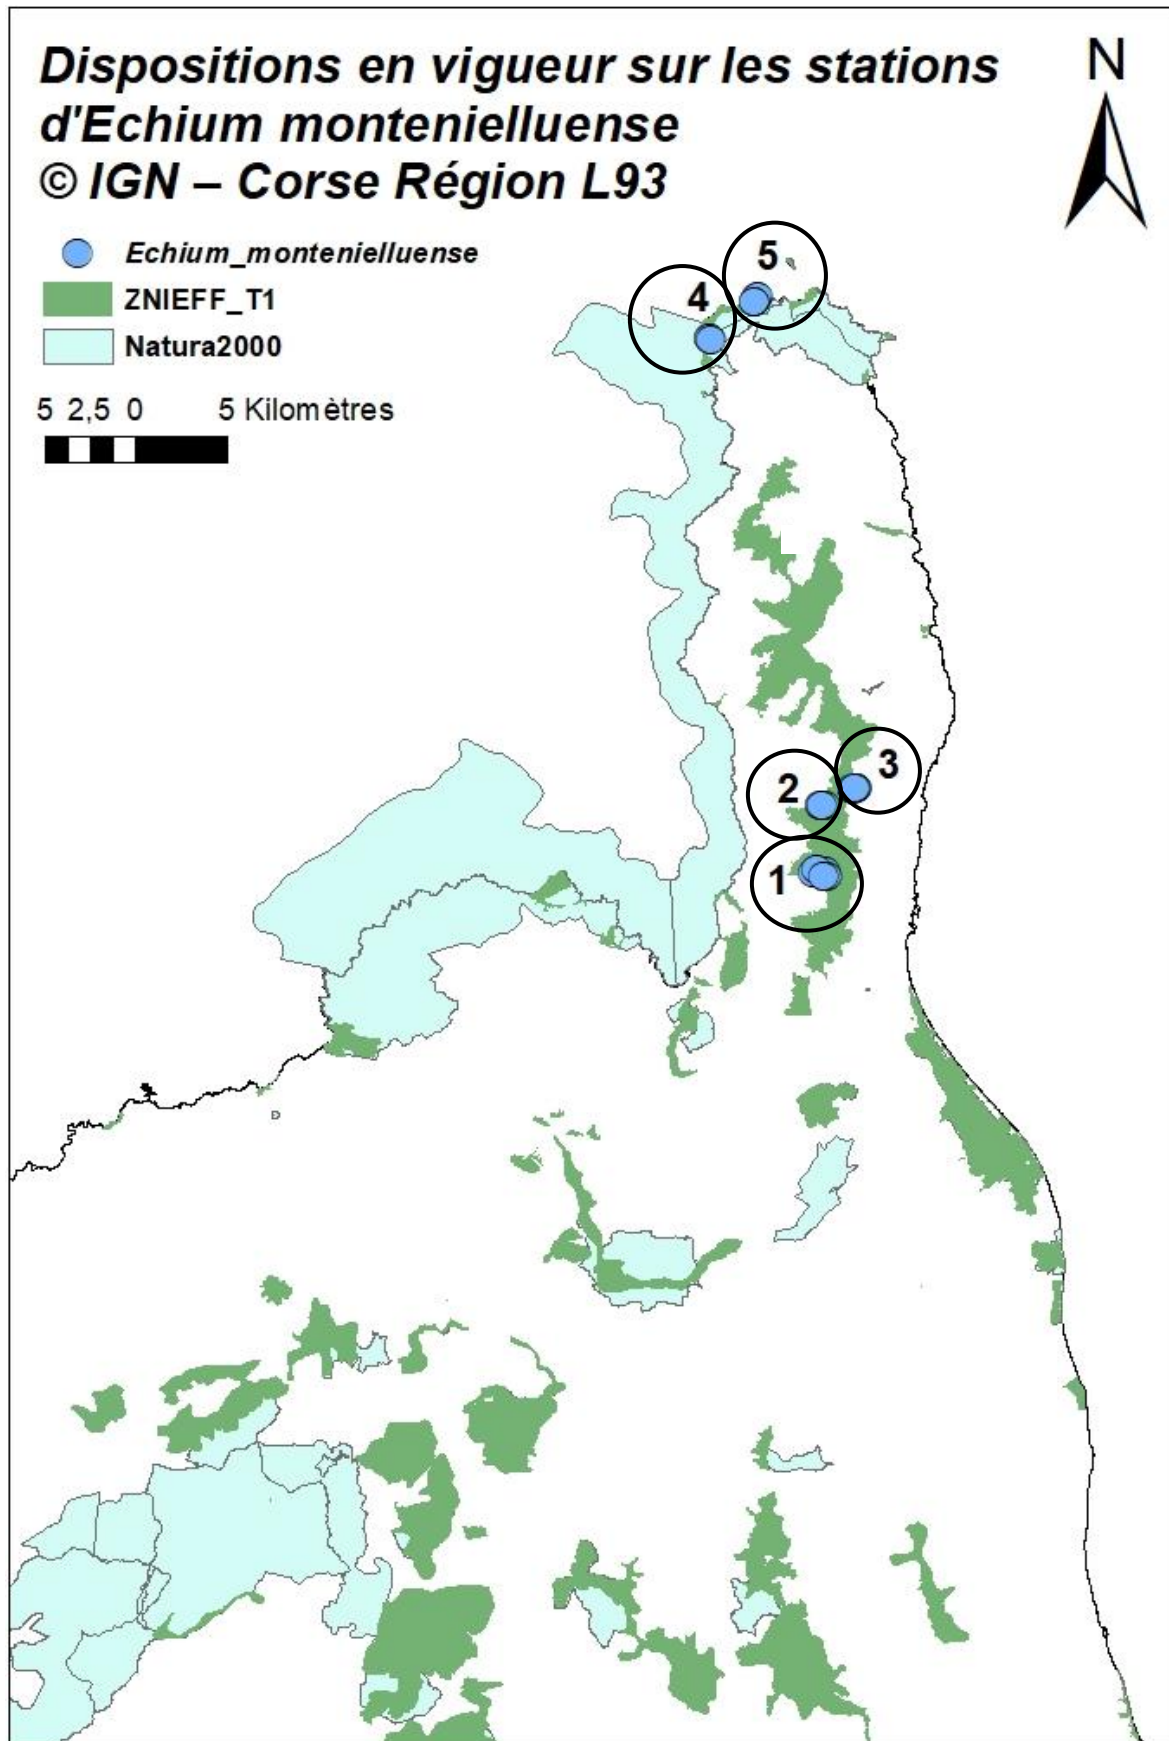 Dispositions en vigueur sur les stations
d'Echium montenielluense
© IGN – Corse Région L93
N
Echium_montenielluense
ZNIEFF_T1
Natura2000
5 2,5 0 5 Kilomètres
5
4
3
2
1